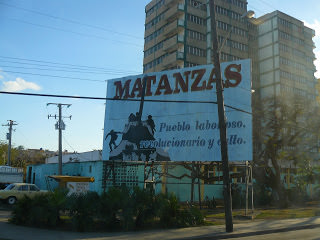 MATANZAS
Pueblo laborioso,
revolucionario y culto.